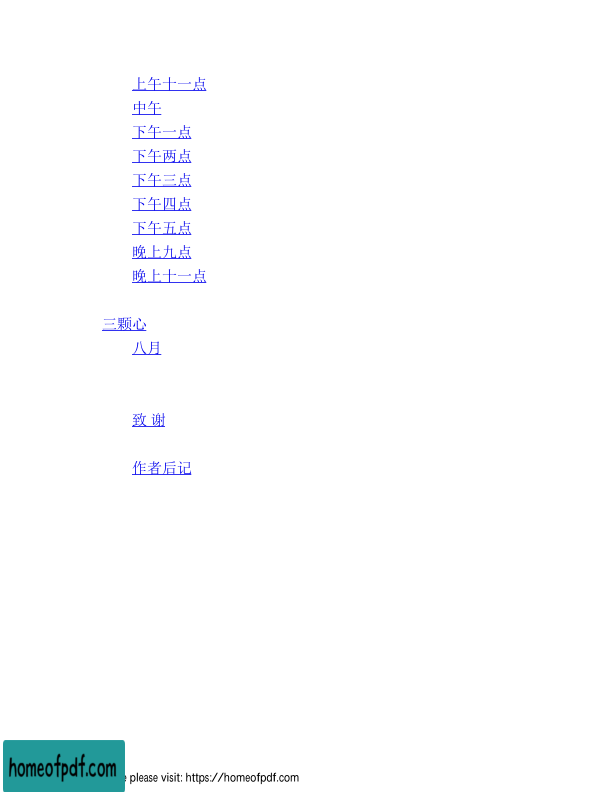 上午十一点
中午
下午一点
下午两点
下午三点
下午四点
下午五点
晚上九点
晚上十一点
三颗心
八月
致 谢
作者后记
homeofpdf.com
please visit: https://homeofpdf.com